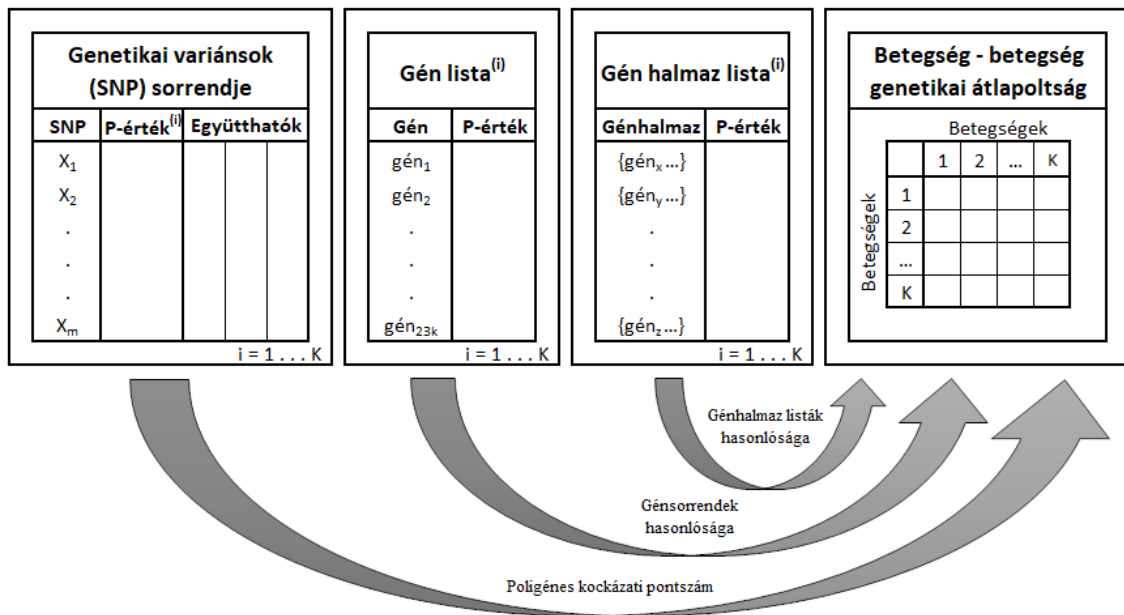 Genetikai variánsok
(SNP) sorrendje
SNP P-érték(i) Együtthatók
X1
X2
.
.
.
Xm
i = 1 . . . K
Gén lista(i)
Gén P-érték
gén1
gén2
.
.
.
gén23k
i = 1 . . . K
Gén halmaz lista(i)
Génhalmaz P-érték
{génx ...}
{gény ...}
.
.
.
{génz ...}
i = 1 . . . K
Betegség - betegség
genetikai átlapoltság
Betegségek
1 2 ... K
Betegségek
1
2
...
K
Génhalmaz listák
hasonlósága
Génsorrendek
hasonlósága
Poligénes kockázati pontszám